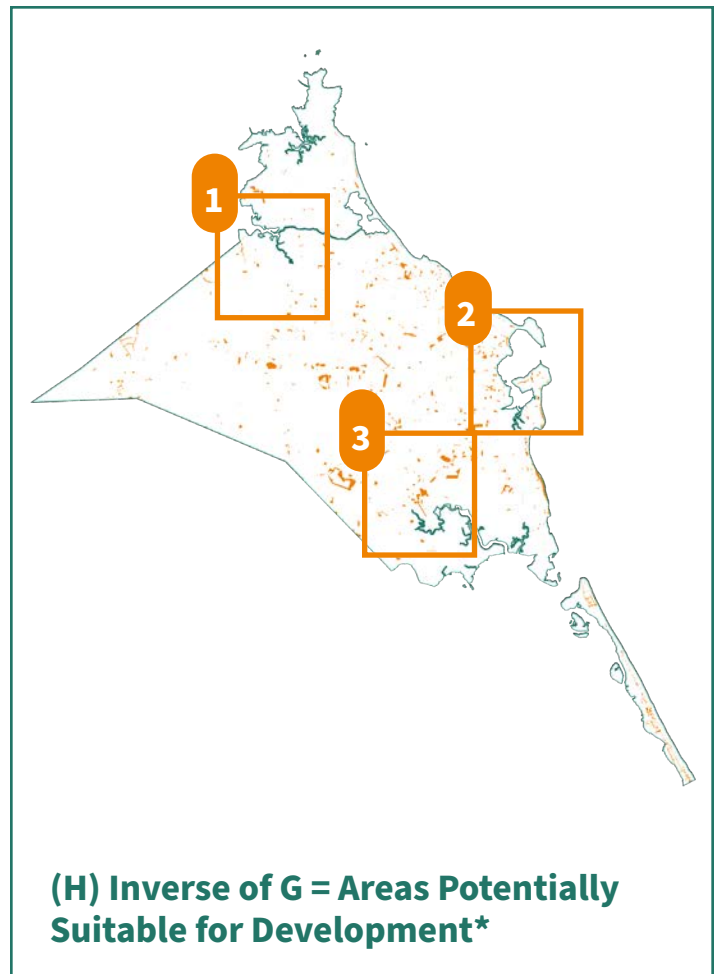 1
2
3
(H) Inverse of G = Areas Potentially
Suitable for Development*